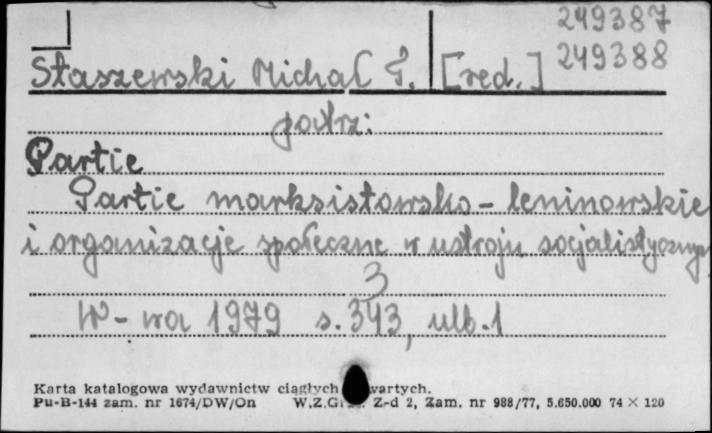 249387
249388
Staszewski Michał T. [red.]
patrz:
Partie
Partie marksistowsko-leninowskie
i organizacje społeczne w ustroju socjalistycznym
3
W-wa 1979 s. 343, ulb. 1
Karta katalogowa wydawnictw ciągłych wartych.
Pu-B-144 zam. nr 1674/DW/On W.Z.G Z-d 2, Zam. nr 988/77, 5.650.000 74 × 120